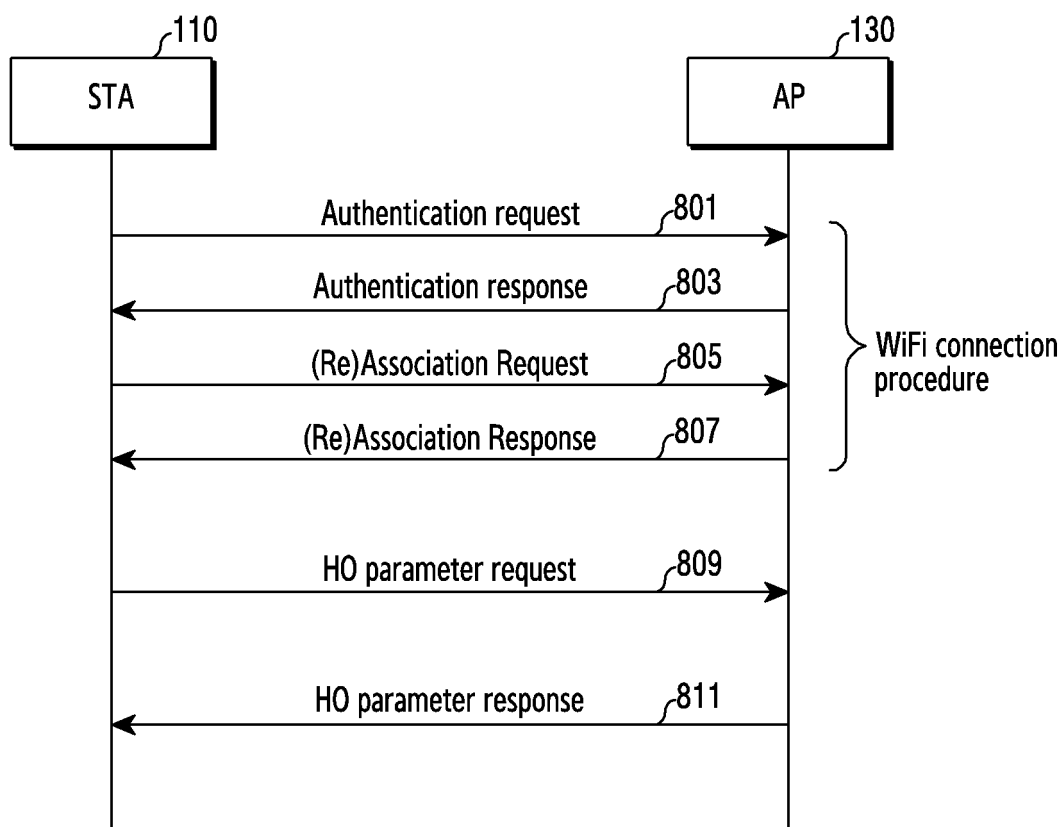 110
130
STA
AP
Authentication request
801
Authentication response
803
(Re)Association Request
805
(Re)Association Response
807
WiFi connection
procedure
HO parameter request
809
HO parameter response
811